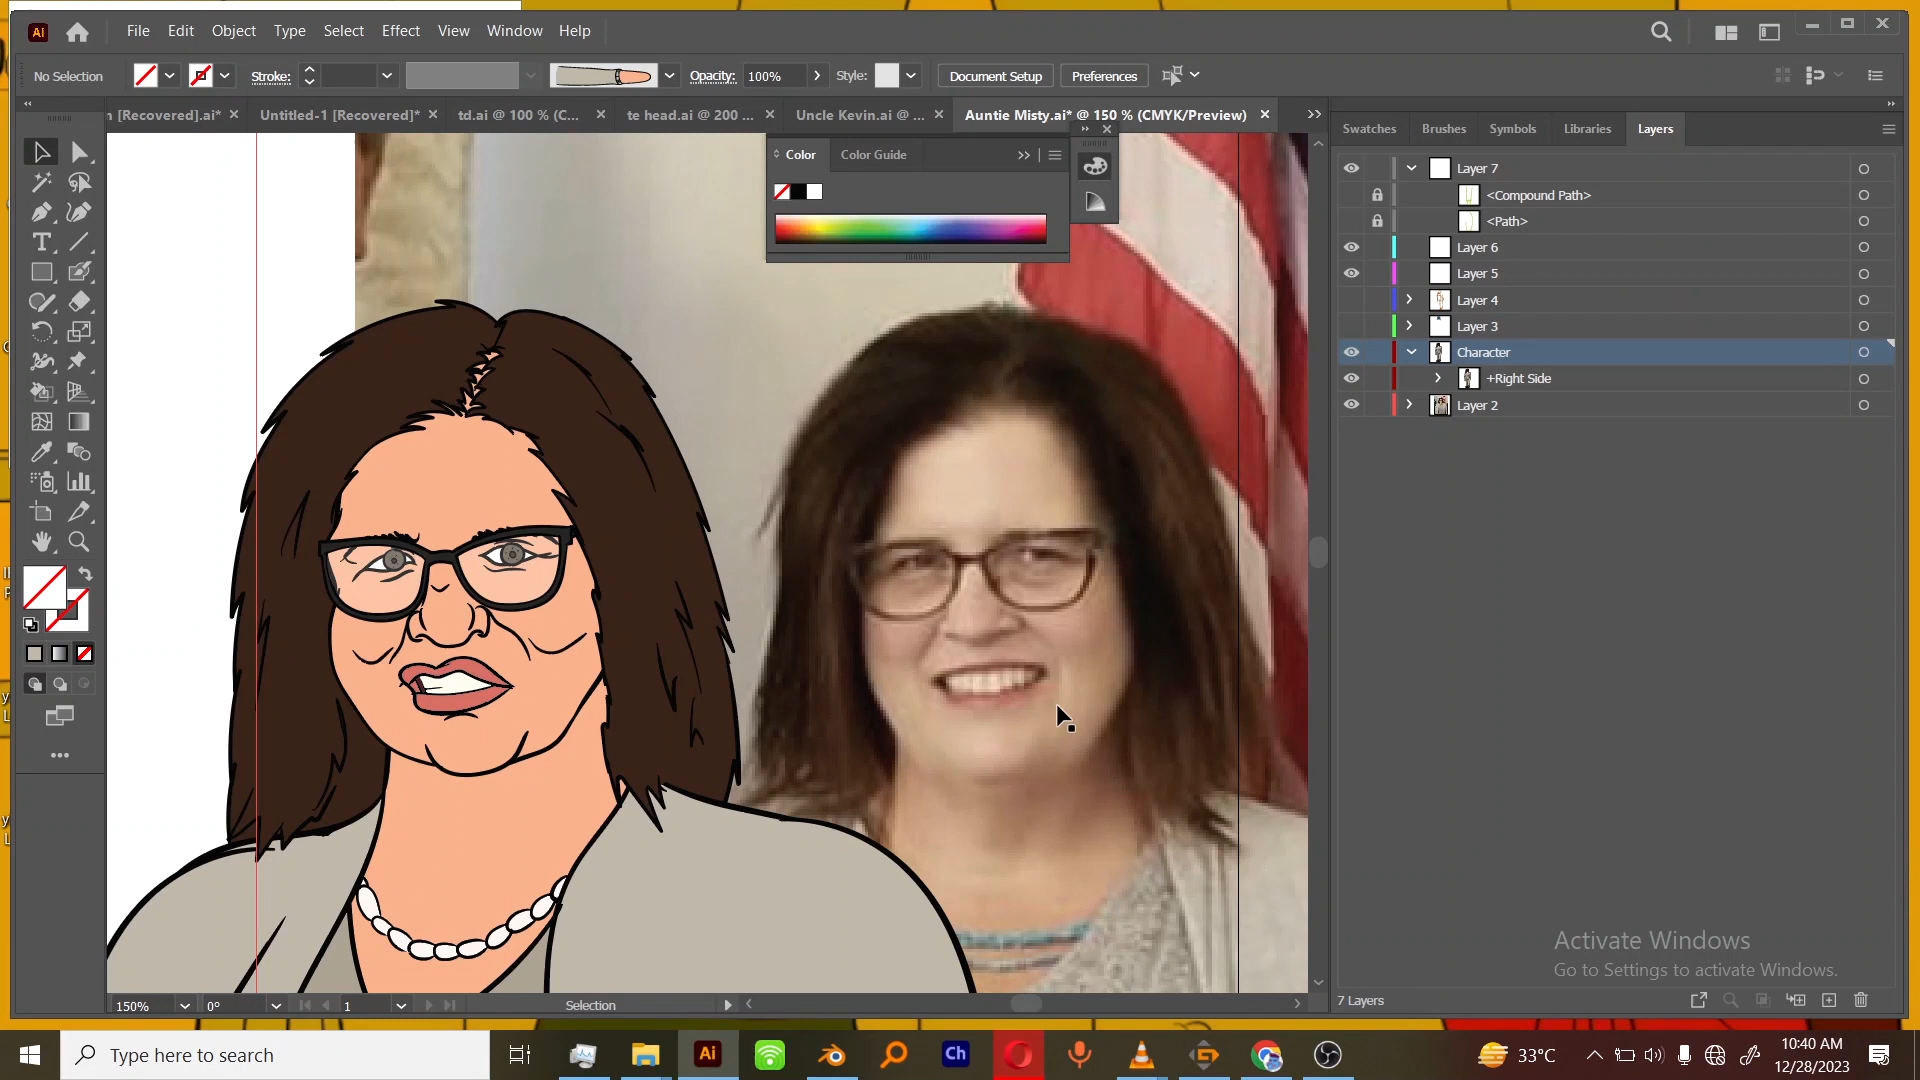 Ai File Edit Object Type Select Effect View Window Help
No Selection Stroke: Opacity: 100% Style: Document Setup Preferences
[Recovered].ai* × Untitled-1 [Recovered]* × td.ai @ 100 % (C... × te head.ai @ 200 ... × Uncle Kevin.ai @ ... × Auntie Misty.ai* @ 150 % (CMYK/Preview) ×
Swatches Brushes Symbols Libraries Layers
Color Color Guide
Layer 7
<Compound Path>
<Path>
Layer 6
Layer 5
Layer 4
Layer 3
Character
+Right Side
Layer 2
Activate Windows
Go to Settings to activate Windows.
7 Layers
150% 0° 1 Selection
Type here to search
Ai Ch
33°C
10:40 AM
12/28/2023